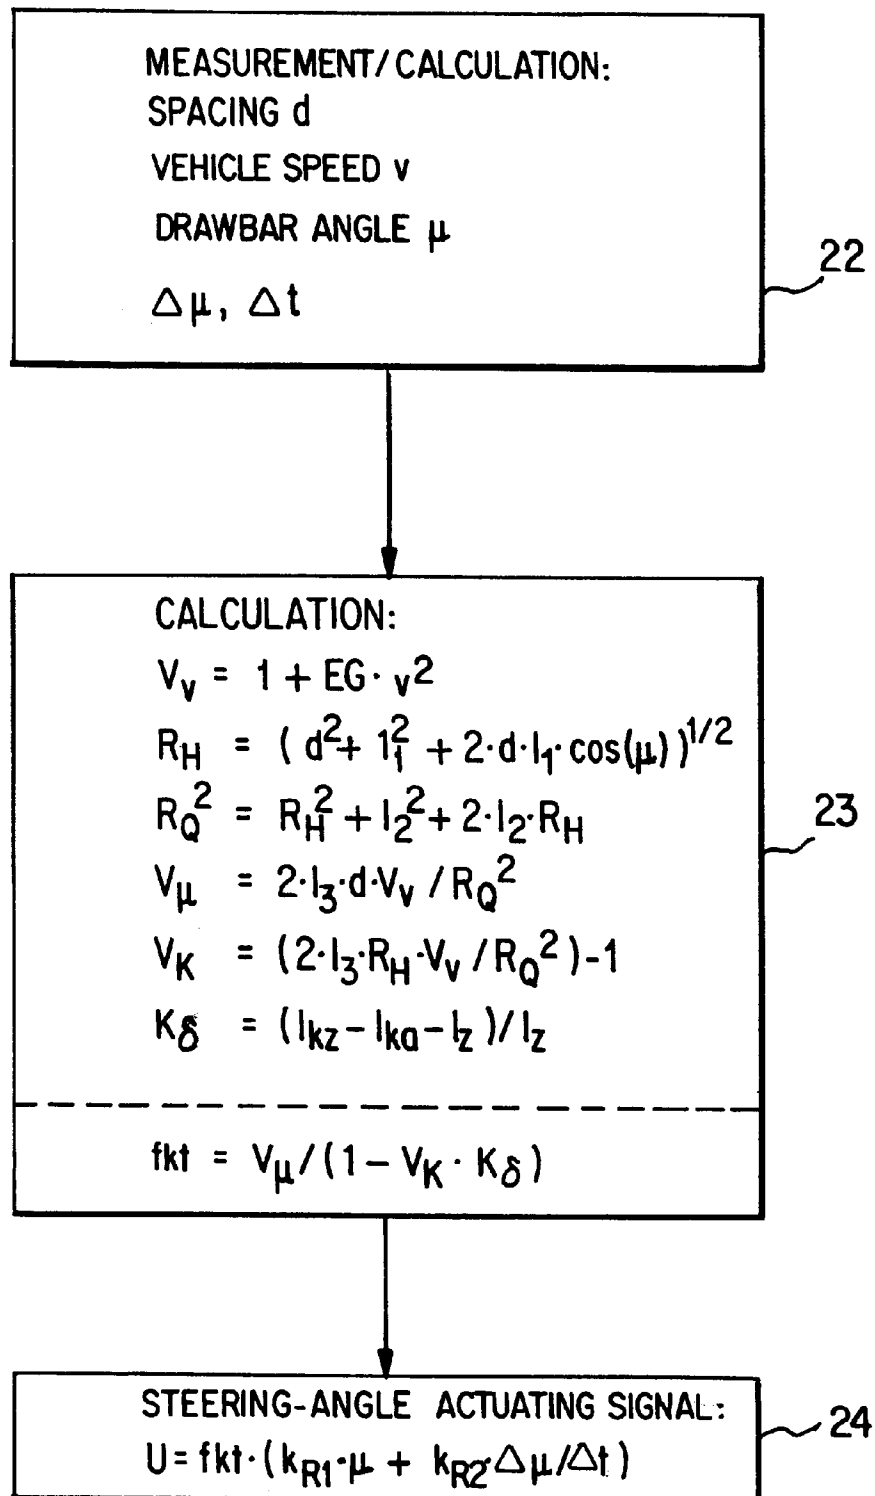 MEASUREMENT/CALCULATION:
SPACING d
VEHICLE SPEED v
DRAWBAR ANGLE μ
Δμ, Δt
22
CALCULATION:
V_v = 1 + EG · v²
R_H = (d² + 1₁² + 2·d·l₁·cos(μ))^1/2
R_Q² = R_H² + l₂² + 2·l₂·R_H
V_μ = 2·l₃·d·V_v / R_Q²
V_K = (2·l₃·R_H·V_v / R_Q²)-1
K_δ = (l_kz – l_ka – l_z) / l_z
23
fkt = V_μ / (1 – V_K · K_δ)
STEERING-ANGLE ACTUATING SIGNAL:
U = fkt · (k_R1·μ + k_R2·Δμ/Δt)
24